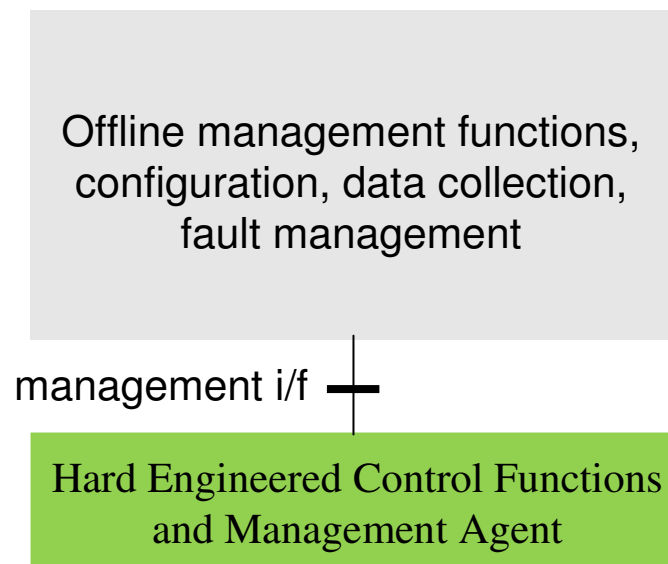 Offline management functions,
configuration, data collection,
fault management
management i/f
Hard Engineered Control Functions
and Management Agent